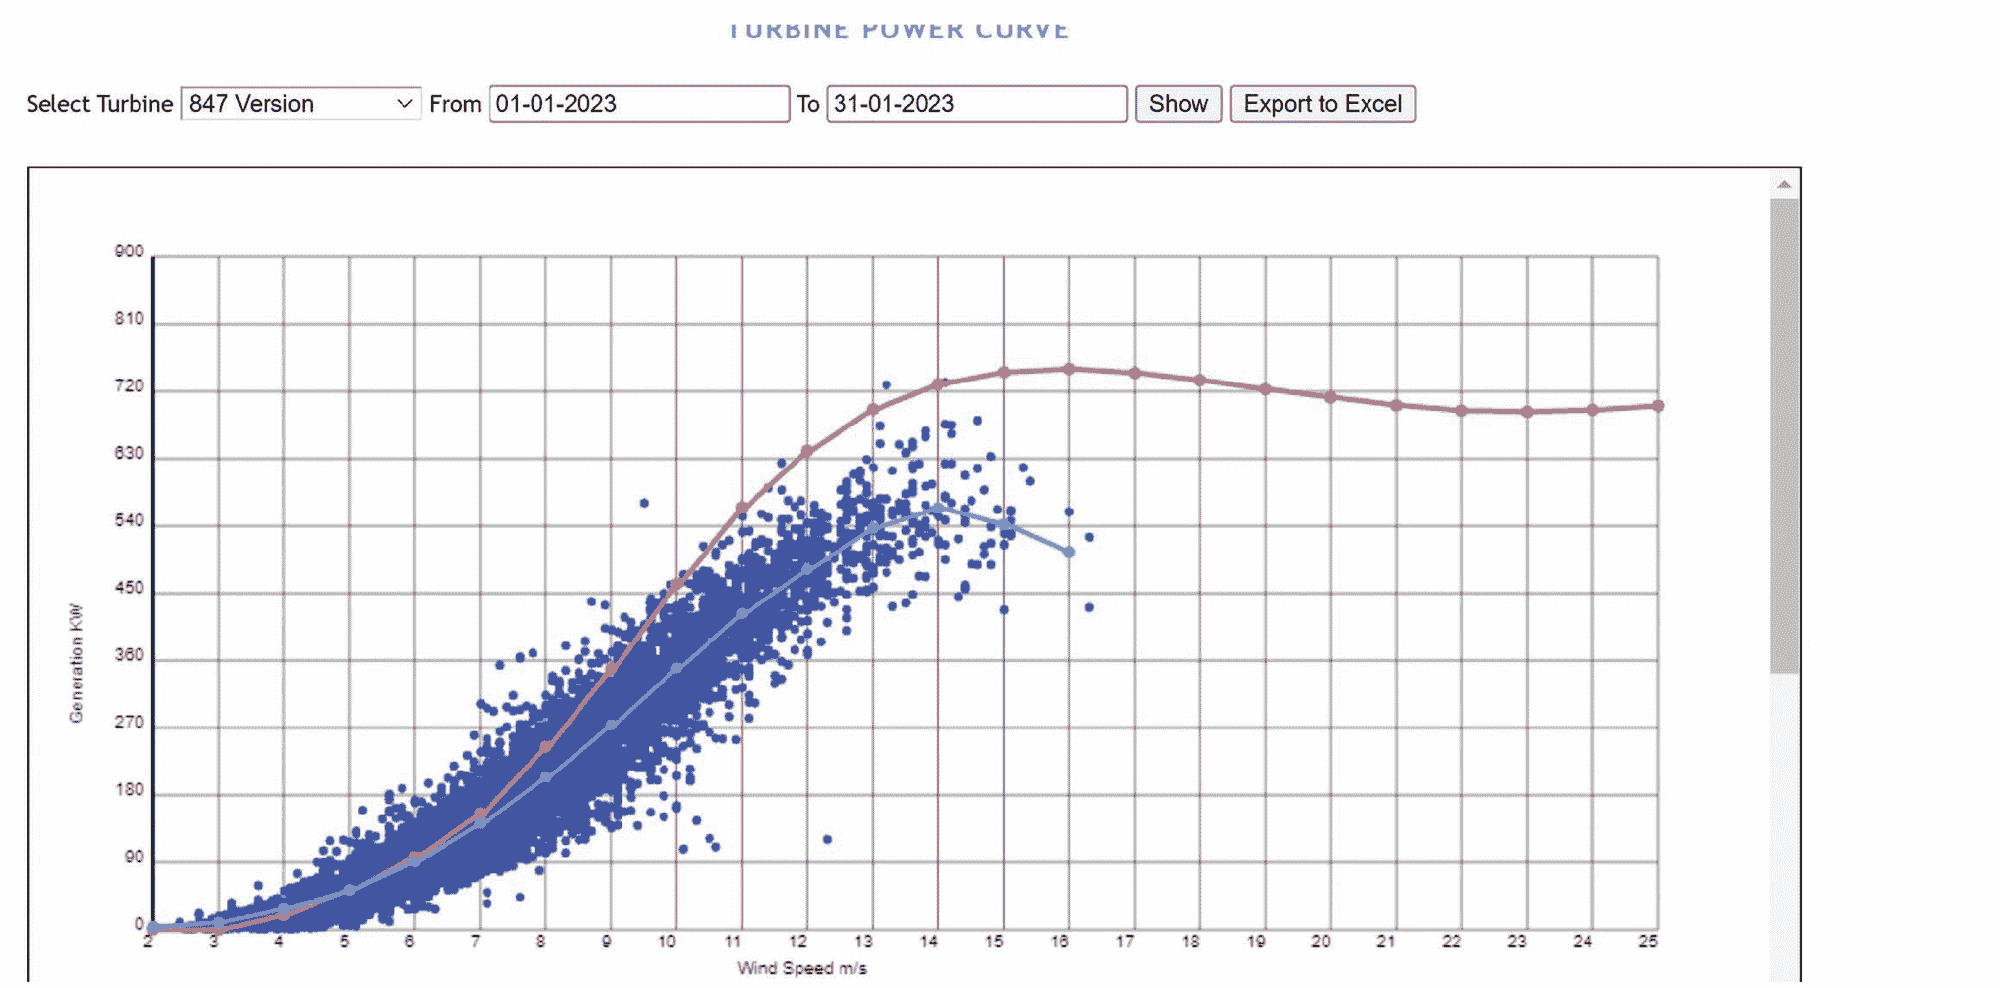 TURBINE POWER CURVE
Select Turbine 847 Version From 01-01-2023 To 31-01-2023 Show Export to Excel
900
810
720
630
540
450
360
270
180
90
0
Generation KW
2 3 4 5 6 7 8 9 10 11 12 13 14 15 16 17 18 19 20 21 22 23 24 25
Wind Speed m/s